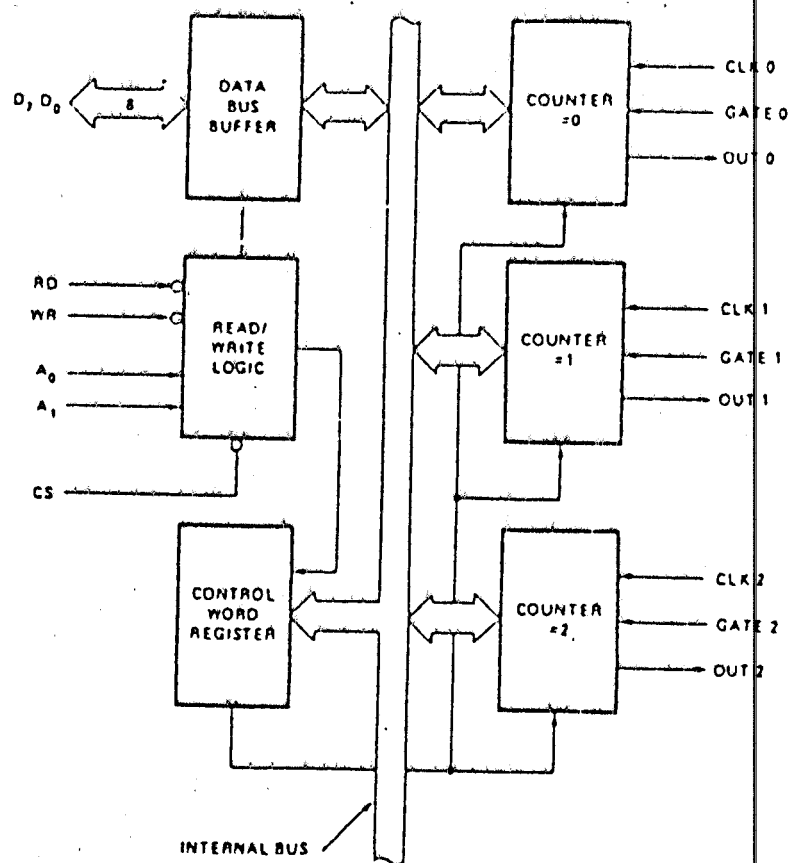 D7 D0
8
DATA
BUS
BUFFER
COUNTER
=0
CLK 0
GATE 0
OUT 0
RD
WR
A0
A1
CS
READ/
WRITE
LOGIC
COUNTER
=1
CLK 1
GATE 1
OUT 1
CONTROL
WORD
REGISTER
COUNTER
=2
CLK 2
GATE 2
OUT 2
INTERNAL BUS